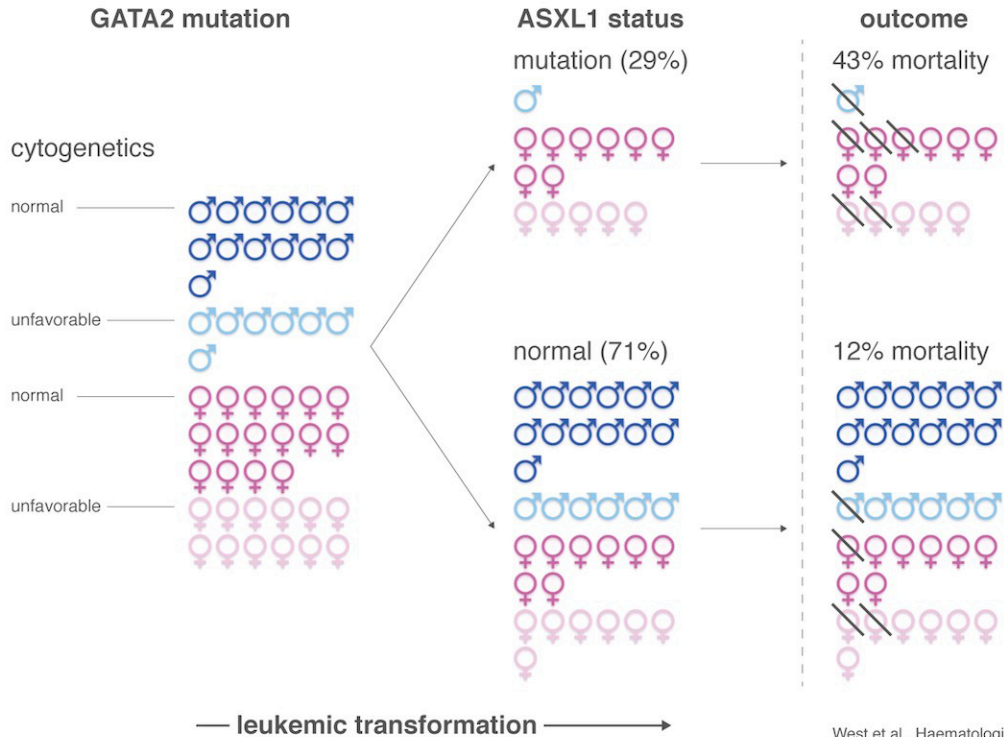 GATA2 mutation
ASXL1 status
outcome
mutation (29%)
43% mortality
cytogenetics
normal
unfavorable
normal (71%)
12% mortality
normal
unfavorable
leukemic transformation
West et al., Haematologi